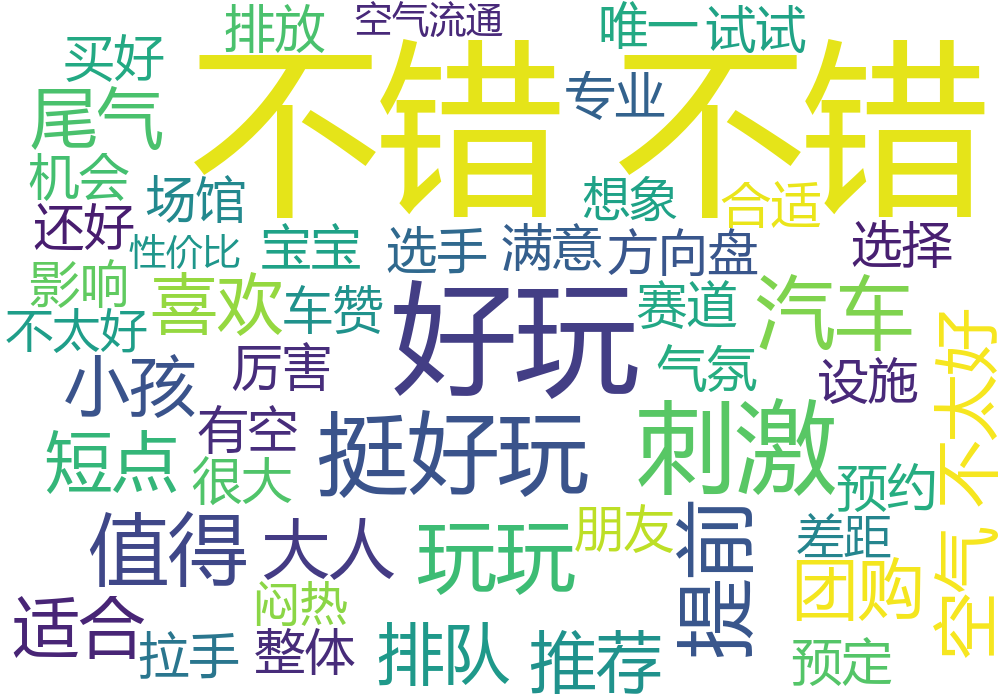 排放
空气流通
唯一
试试
买好
不错
不错
专业
尾气
机会
场馆
想象
合适
还好
性价比
宝宝
选手
满意
方向盘
选择
影响
喜欢
车赞
好玩
赛道
汽车
不太好
小孩
厉害
气氛
设施
空气 不太好
有空
挺好玩
刺激
短点
很大
预约
值得
大人
玩玩
朋友
提前
差距
闷热
团购
适合
拉手
整体
排队
推荐
预定